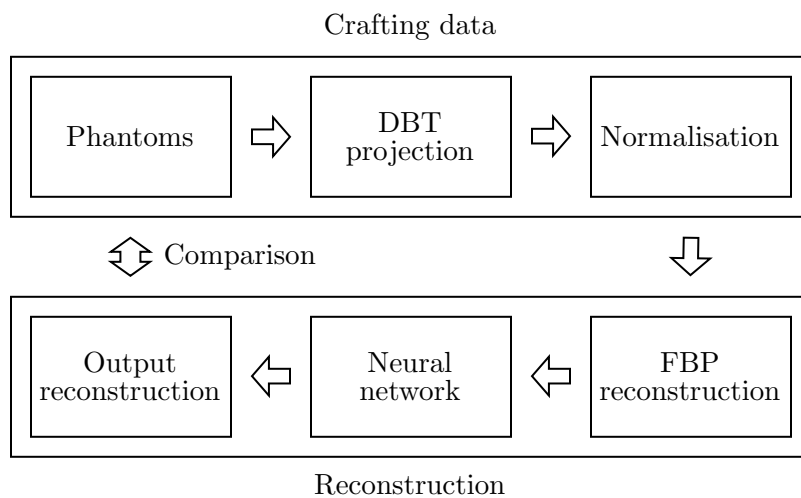 Crafting data
Phantoms
DBT
projection
Normalisation
Comparison
Output
reconstruction
Neural
network
FBP
reconstruction
Reconstruction